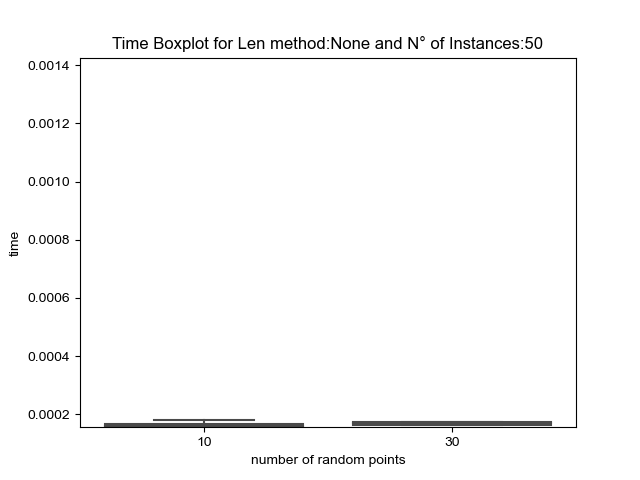 Time Boxplot for Len method:None and N° of Instances:50
0.0014
0.0012
0.0010
0.0008
0.0006
0.0004
0.0002
time
10 30
number of random points